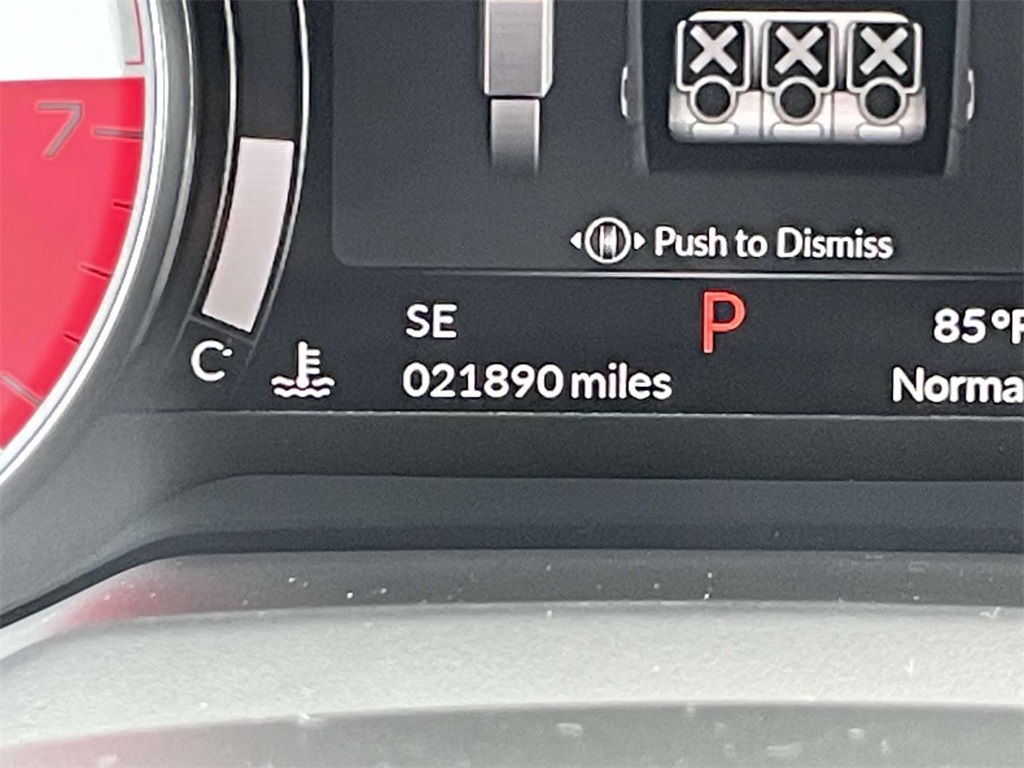 7
Push to Dismiss
SE
P
85°F
C
021890 miles
Norma